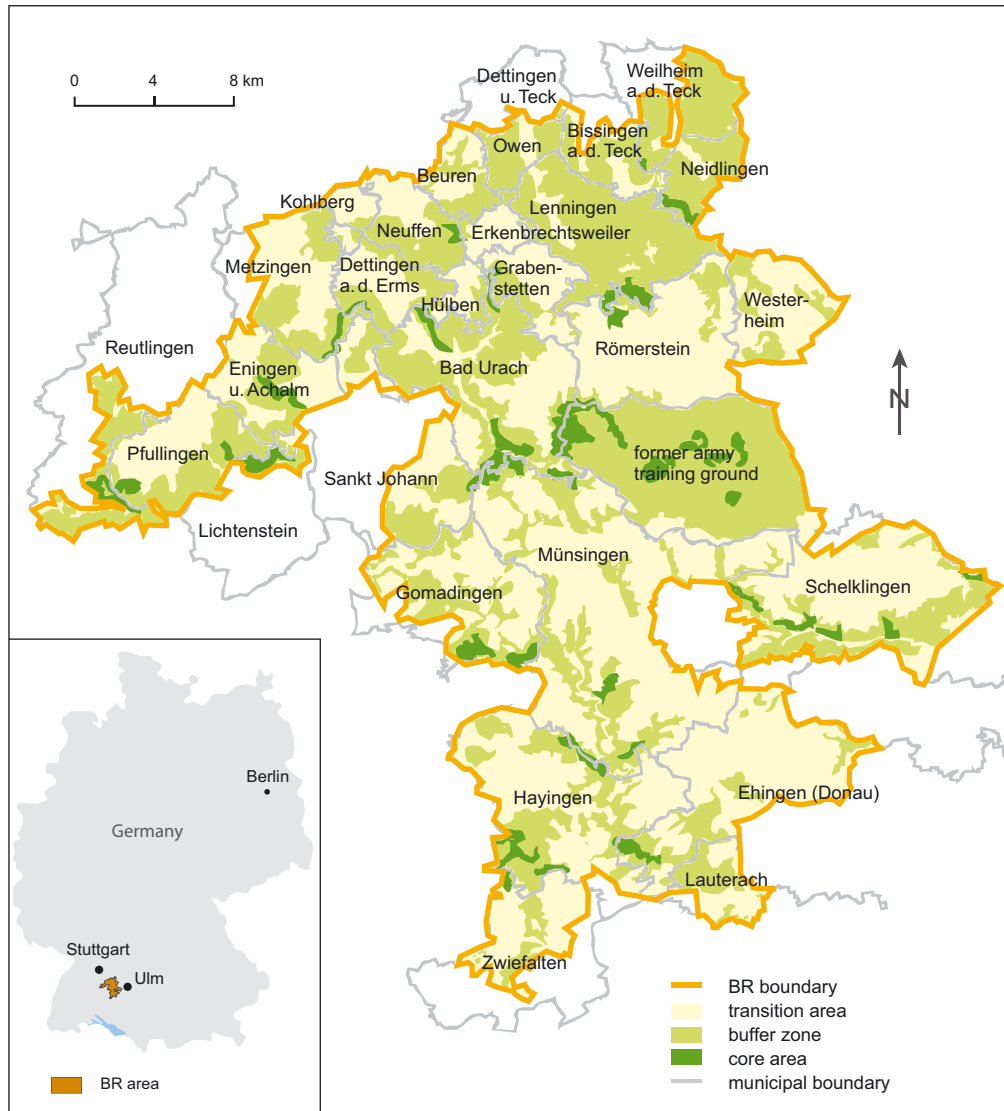 0 4 8 km
Dettingen
u. Teck
Weilheim
a. d. Teck
Bissingen
a. d. Teck
Owen
Neidlingen
Beuren
Kohlberg
Lenningen
Neuffen
Erkenbrechtsweiler
Metzingen
Dettingen
a. d. Erms
Graben-
stetten
Hülben
Wester-
heim
Reutlingen
Römerstein
Eningen
u. Achalm
Bad Urach
N
Pfullingen
former army
training ground
Sankt Johann
Lichtenstein
Münsingen
Schelklingen
Gomadingen
Hayingen
Ehingen (Donau)
Lauterach
Zwiefalten
Berlin
Germany
Stuttgart
Ulm
BR area
BR boundary
transition area
buffer zone
core area
municipal boundary